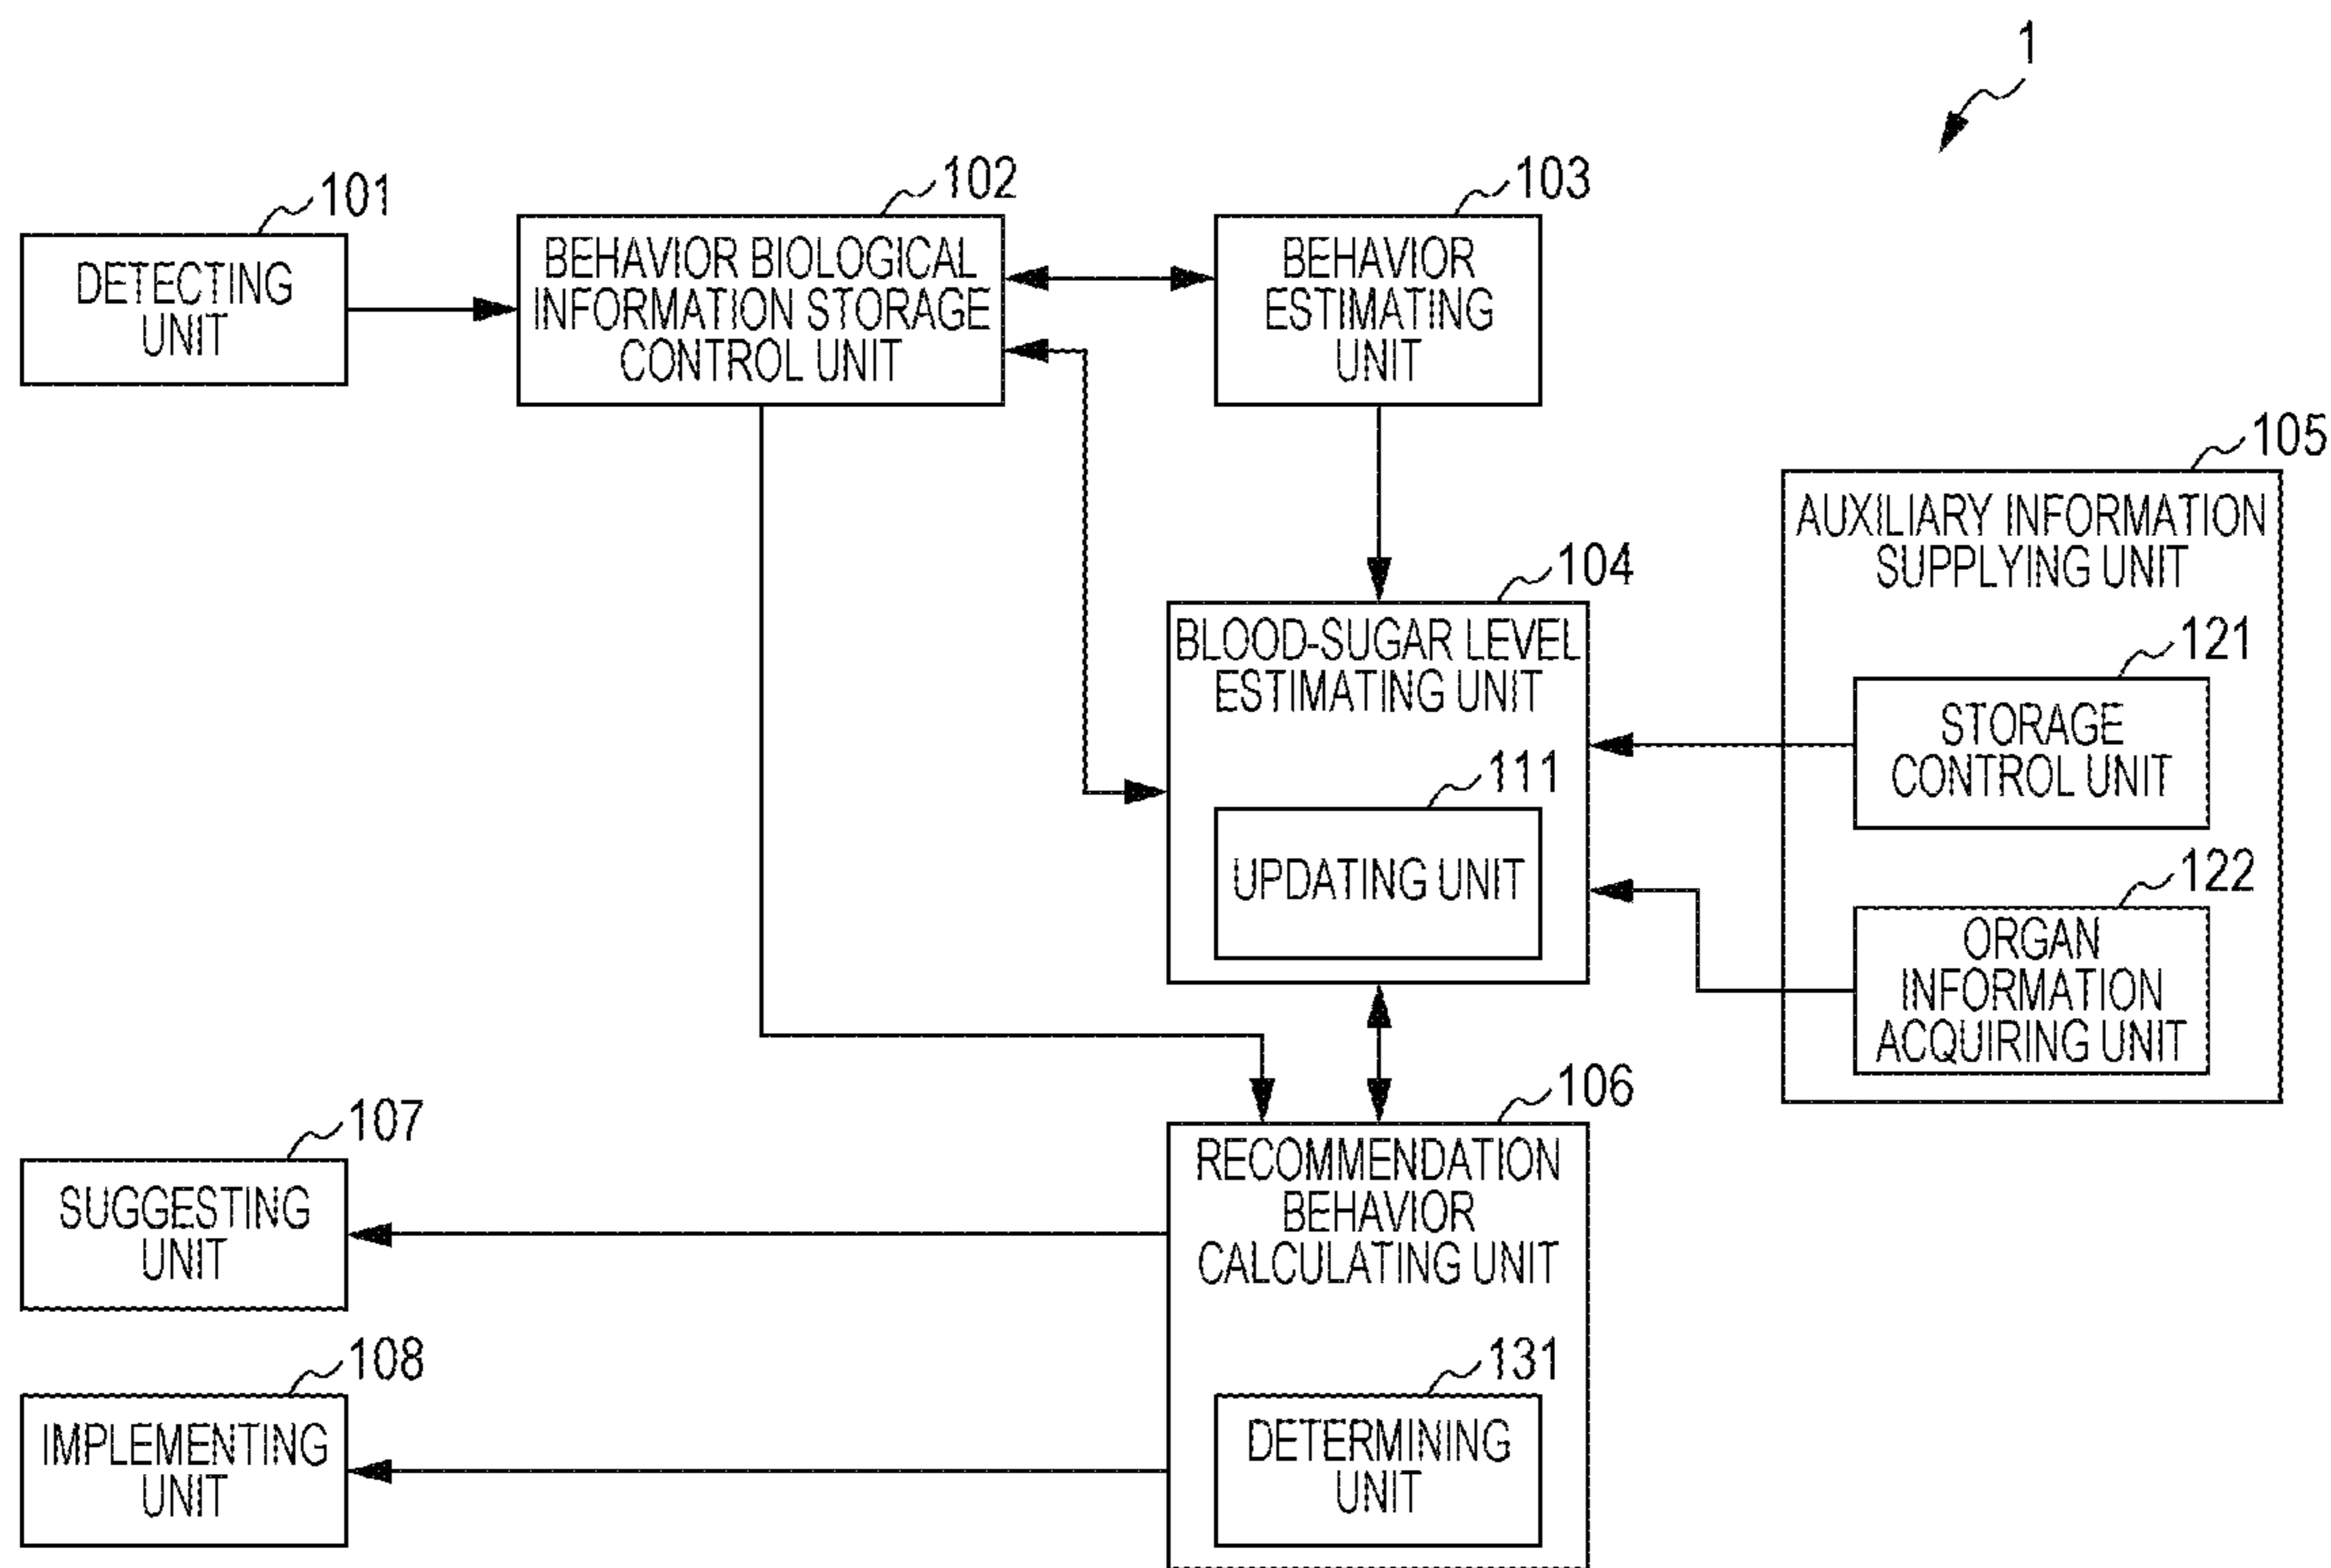 1
101
DETECTING
UNIT
102
BEHAVIOR BIOLOGICAL
INFORMATION STORAGE
CONTROL UNIT
103
BEHAVIOR
ESTIMATING
UNIT
104
BLOOD-SUGAR LEVEL
ESTIMATING UNIT
111
UPDATING UNIT
105
AUXILIARY INFORMATION
SUPPLYING UNIT
121
STORAGE
CONTROL UNIT
122
ORGAN
INFORMATION
ACQUIRING UNIT
106
RECOMMENDATION
BEHAVIOR
CALCULATING UNIT
131
DETERMINING
UNIT
107
SUGGESTING
UNIT
108
IMPLEMENTING
UNIT